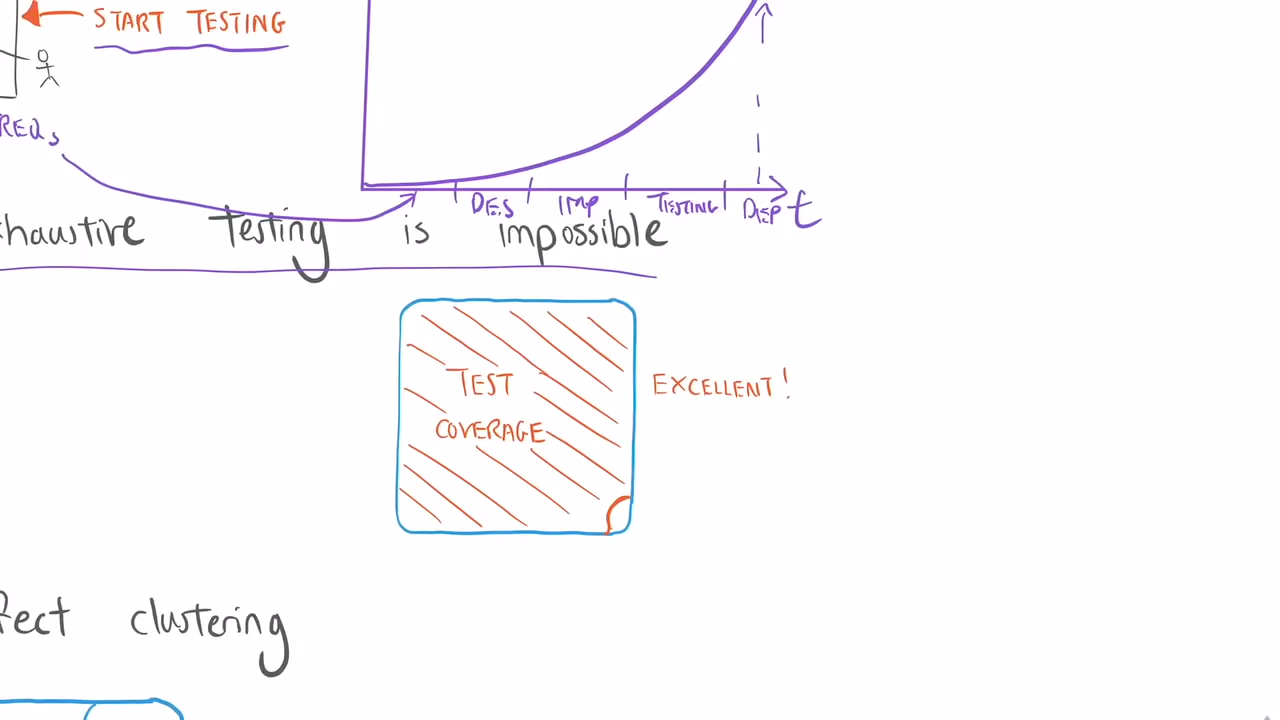 START TESTING
REQs
DES IMP TESTING DEP t
haustive Testing is impossible
TEST
COVERAGE
EXCELLENT!
fect clustering